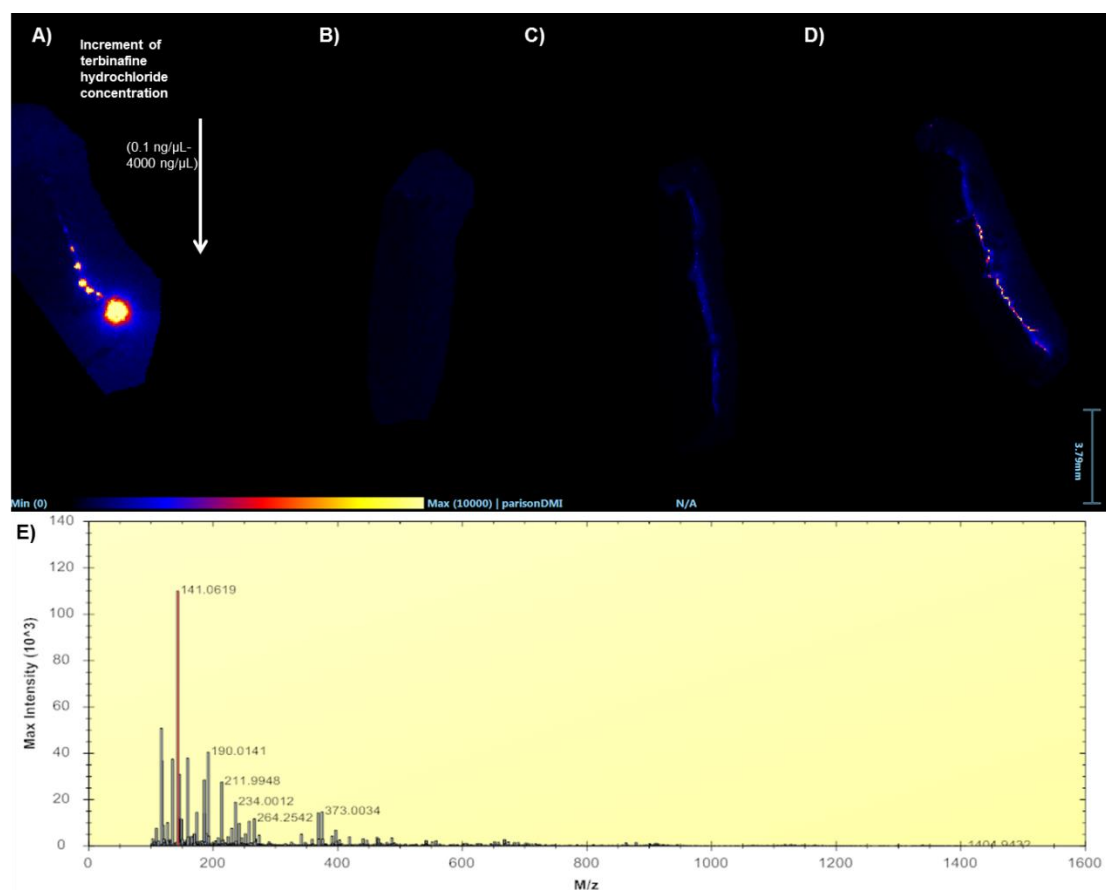 A)
Increment of
terbinafine
hydrochloride
concentration
(0.1 ng/µL-
4000 ng/µL)
B)
C)
D)
3.79mm
Min (0)
Max (10000) | parisonDMI
N/A
E)
Max Intensity (10^3)
140
120
100
80
60
40
20
0
141.0619
190.0141
211.9948
234.0012
264.2542
373.0034
1404.9432
0
200
400
600
800
1000
1200
1400
1600
M/z